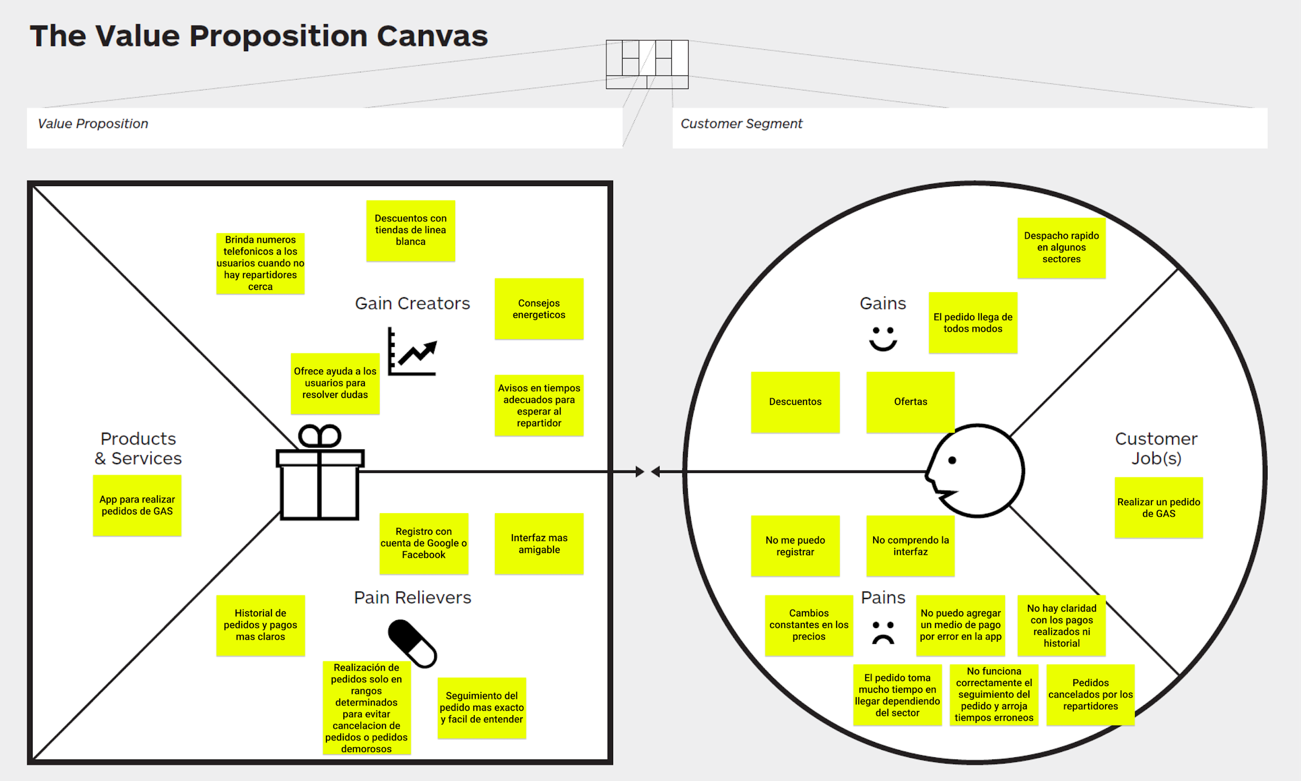 The Value Proposition Canvas
Value Proposition
Customer Segment
Descuentos con
tiendas de linea
blanca
Brinda numeros
telefonicos a los
usuarios cuando no
hay repartidores
cerca
Gain Creators
Consejos
energeticos
Ofrece ayuda a los
usuarios para
resolver dudas
Avisos en tiempos
adecuados para
esperar al
repartidor
Products
& Services
App para realizar
pedidos de GAS
Registro con
cuenta de Google o
Facebook
Interfaz mas
amigable
Pain Relievers
Historial de
pedidos y pagos
mas claros
Realización de
pedidos solo en
rangos
determinados
para evitar
cancelacion de
pedidos o pedidos
demorosos
Seguimiento del
pedido mas exacto
y facil de entender
Despacho rapido
en algunos
sectores
Gains
El pedido llega de
todos modos
Descuentos
Ofertas
Customer
Job(s)
Realizar un pedido
de GAS
No me puedo
registrar
No comprendo la
interfaz
Pains
Cambios
constantes en los
precios
No puedo agregar
un medio de pago
por error en la app
No hay claridad
con los pagos
realizados ni
historial
El pedido toma
mucho tiempo en
llegar dependiendo
del sector
No funciona
correctamente el
seguimiento del
pedido y arroja
tiempos erroneos
Pedidos
cancelados por los
repartidores